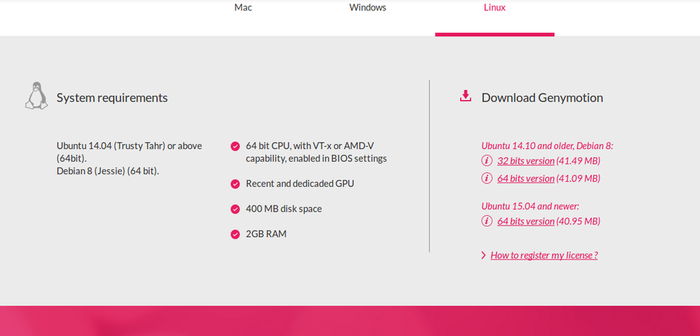 Mac
Windows
Linux
System requirements
Ubuntu 14.04 (Trusty Tahr) or above
(64bit).
Debian 8 (Jessie) (64 bit).
64 bit CPU, with VT-x or AMD-V
capability, enabled in BIOS settings
Recent and dedicaded GPU
400 MB disk space
2GB RAM
Download Genymotion
Ubuntu 14.10 and older, Debian 8:
32 bits version (41.49 MB)
64 bits version (41.09 MB)
Ubuntu 15.04 and newer:
64 bits version (40.95 MB)
How to register my license ?